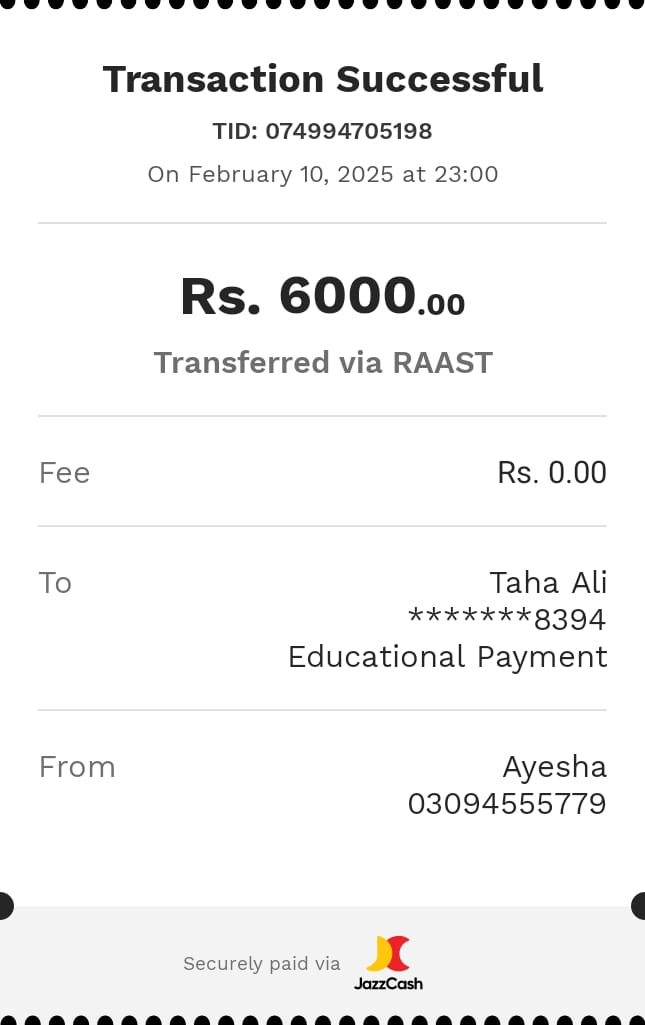 Transaction Successful
TID: 074994705198
On February 10, 2025 at 23:00
Rs. 6000.00
Transferred via RAAST
Fee Rs. 0.00
To Taha Ali
*******8394
Educational Payment
From Ayesha
03094555779
Securely paid via JazzCash